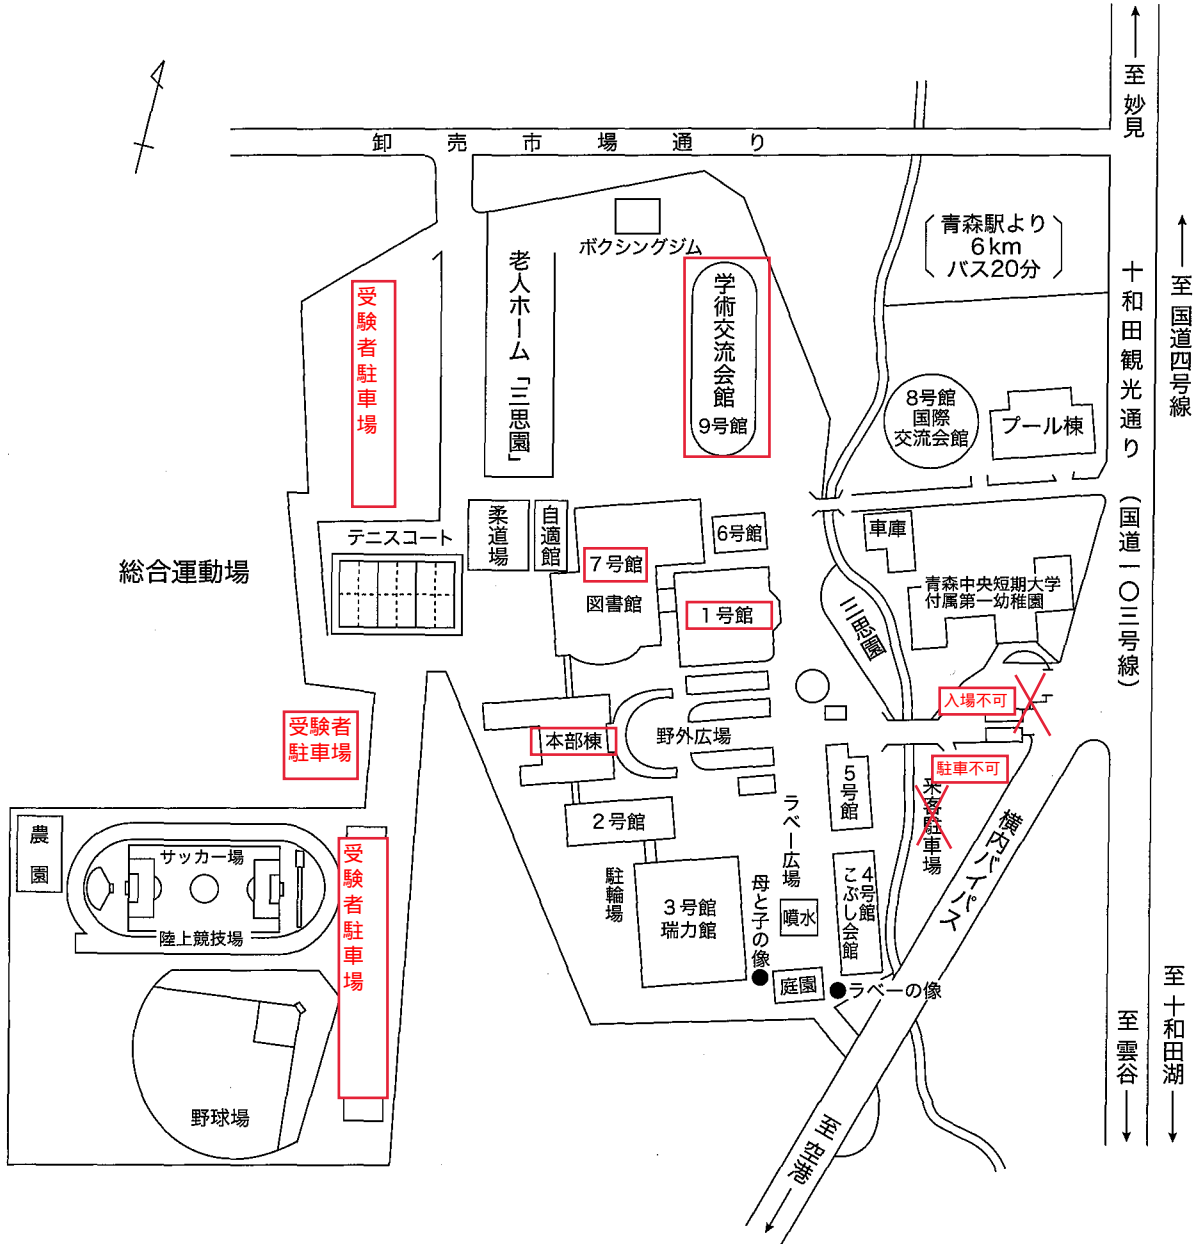 至妙見
卸売市場通り
青森駅より
6km
バス20分
至国道四号線
十和田観光通り
(国道一〇三号線)
ボクシングジム
老人ホーム「三思園」
学術交流会館
9号館
受験者駐車場
8号館
国際
交流会館
プール棟
テニスコート
柔道場
自適館
7号館
図書館
6号館
1号館
車庫
青森中央短期大学
付属第一幼稚園
三思園
総合運動場
入場不可
駐車不可
来客駐車場
受験者
駐車場
本部棟
野外広場
5号館
2号館
ラベー広場
横内バイパス
農園
サッカー場
陸上競技場
受験者駐車場
駐輪場
3号館
瑞力館
母と子の像
噴水
4号館
こぶし会館
庭園
ラベーの像
野球場
至空港
至雲谷
至十和田湖